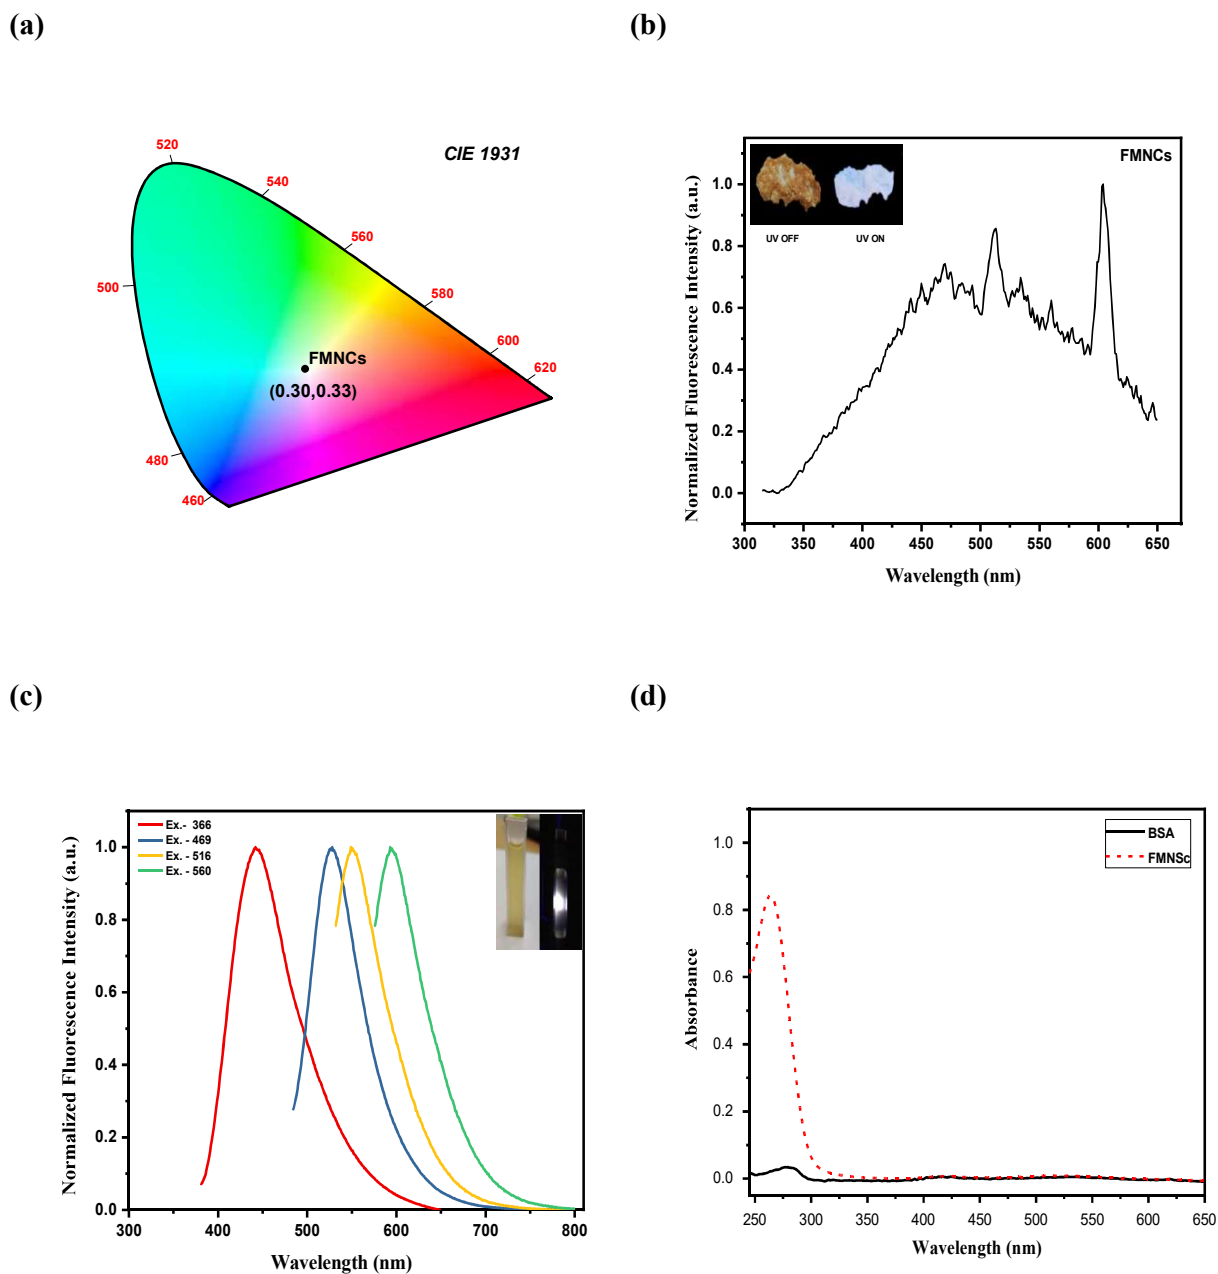 (a)
CIE 1931
520
540
560
500
580
600
620
FMNCs
(0.30,0.33)
480
460
(b)
FMNCs
UV OFF UV ON
1.0
0.8
0.6
0.4
0.2
0.0
Normalized Fluorescence Intensity (a.u.)
300 350 400 450 500 550 600 650
Wavelength (nm)
(c)
Ex.- 366
Ex. - 469
Ex. - 516
Ex. - 560
1.0
0.8
0.6
0.4
0.2
0.0
Normalized Fluorescence Intensity (a.u.)
300 400 500 600 700 800
Wavelength (nm)
(d)
BSA
FMNSc
1.0
0.8
0.6
0.4
0.2
0.0
Absorbance
250 300 350 400 450 500 550 600 650
Wavelength (nm)